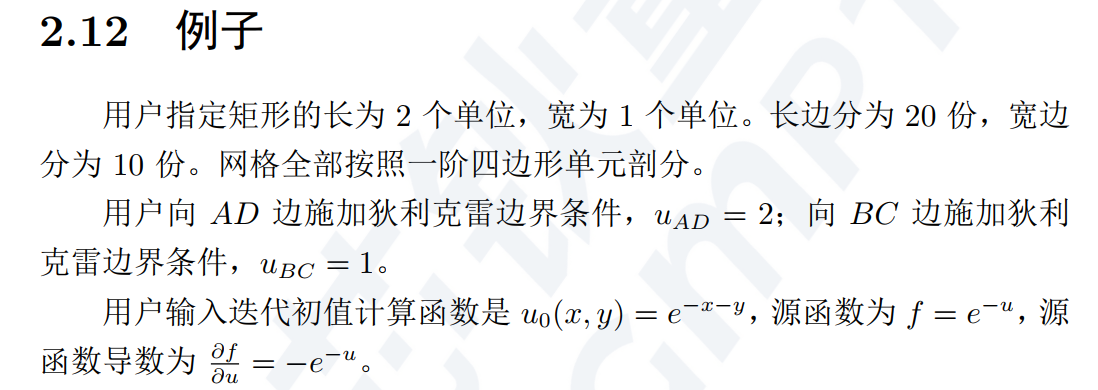 2.12 例子
用户指定矩形的长为 2 个单位，宽为 1 个单位。长边分为 20 份，宽边
分为 10 份。网格全部按照一阶四边形单元剖分。
用户向 AD 边施加狄利克雷边界条件，u_{AD} = 2；向 BC 边施加狄利
克雷边界条件，u_{BC} = 1。
用户输入迭代初值计算函数是 u_0(x, y) = e^{-x-y}，源函数为 f = e^{-u}，源
函数导数为 \frac{\partial f}{\partial u} = -e^{-u}。